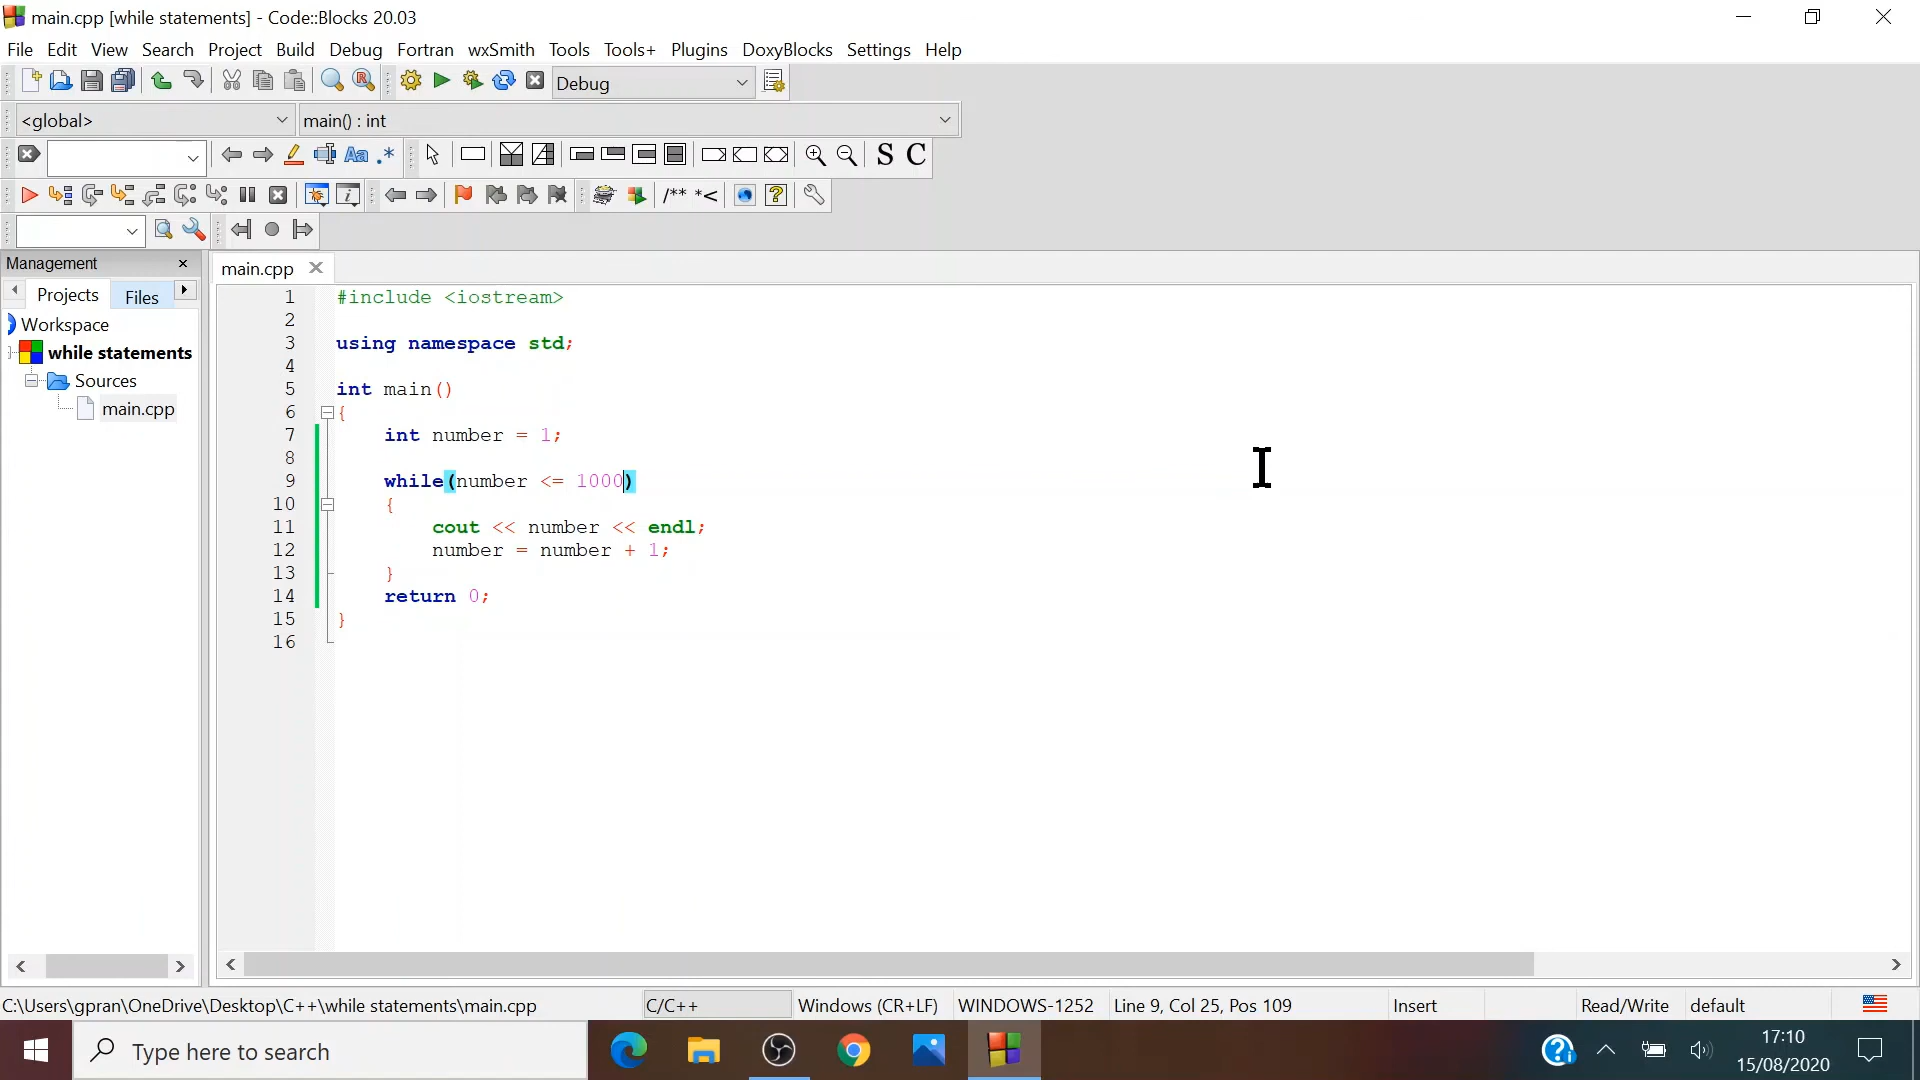 main.cpp [while statements] - Code::Blocks 20.03
File Edit View Search Project Build Debug Fortran wxSmith Tools Tools+ Plugins DoxyBlocks Settings Help
Debug
<global> main() : int
Aa .* S C
/** *<
Management
main.cpp
Projects Files
Workspace
while statements
Sources
main.cpp
1 #include <iostream>
2
3 using namespace std;
4
5 int main()
6 {
7 int number = 1;
8
9 while(number <= 1000)
10 {
11 cout << number << endl;
12 number = number + 1;
13 }
14 return 0;
15 }
16
C:\Users\gpran\OneDrive\Desktop\C++\while statements\main.cpp C/C++ Windows (CR+LF) WINDOWS-1252 Line 9, Col 25, Pos 109 Insert Read/Write default
Type here to search
17:10
15/08/2020